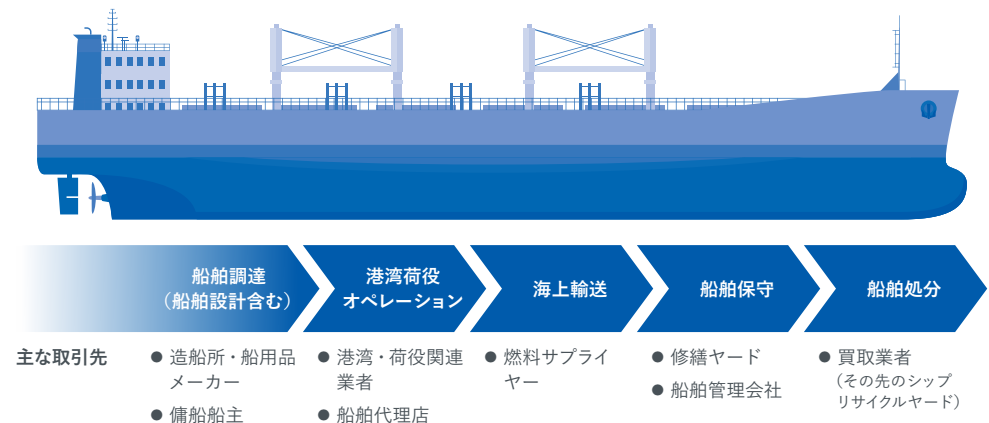 船舶調達
（船舶設計含む）
港湾荷役
オペレーション
海上輸送
船舶保守
船舶処分
主な取引先
● 造船所・船用品
メーカー
● 傭船船主
● 港湾・荷役関連
業者
● 船舶代理店
● 燃料サプライ
ヤー
● 修繕ヤード
● 船舶管理会社
● 買取業者
（その先のシップ
リサイクルヤード）